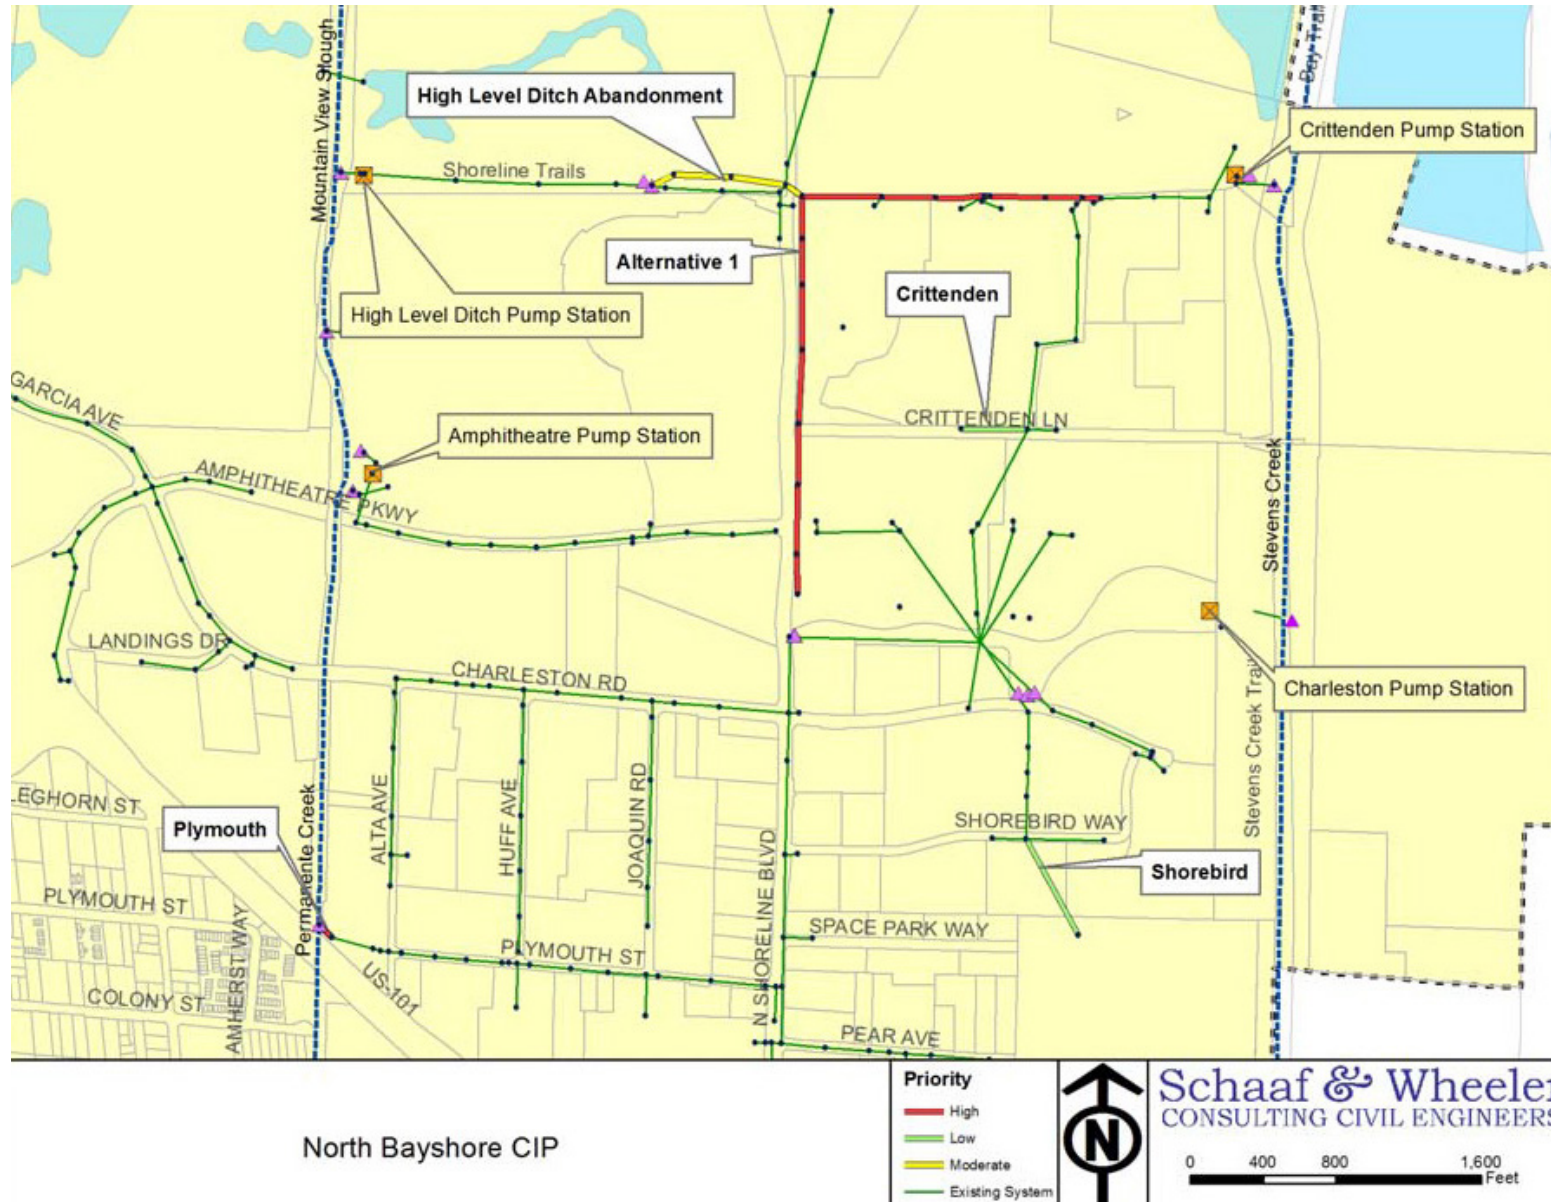 Mountain View Slough
Bay Trail
High Level Ditch Abandonment
Crittenden Pump Station
Shoreline Trails
Alternative 1
Crittenden
High Level Ditch Pump Station
GARCIA AVE
CRITTENDEN LN
Amphitheatre Pump Station
AMPHITHEATRE PKWY
Stevens Creek
LANDINGS DR
CHARLESTON RD
Charleston Pump Station
Stevens Creek Trail
LEGHORN ST
Plymouth
Permanente Creek
ALTA AVE
HUFF AVE
JOAQUIN RD
N SHORELINE BLVD
SHOREBIRD WAY
Shorebird
PLYMOUTH ST
AMHERST WAY
PLYMOUTH ST
SPACE PARK WAY
COLONY ST
US-101
PEAR AVE
North Bayshore CIP
Priority
High
Low
Moderate
Existing System
N
Schaaf & Wheeler
CONSULTING CIVIL ENGINEERS
0 400 800 1,600
Feet